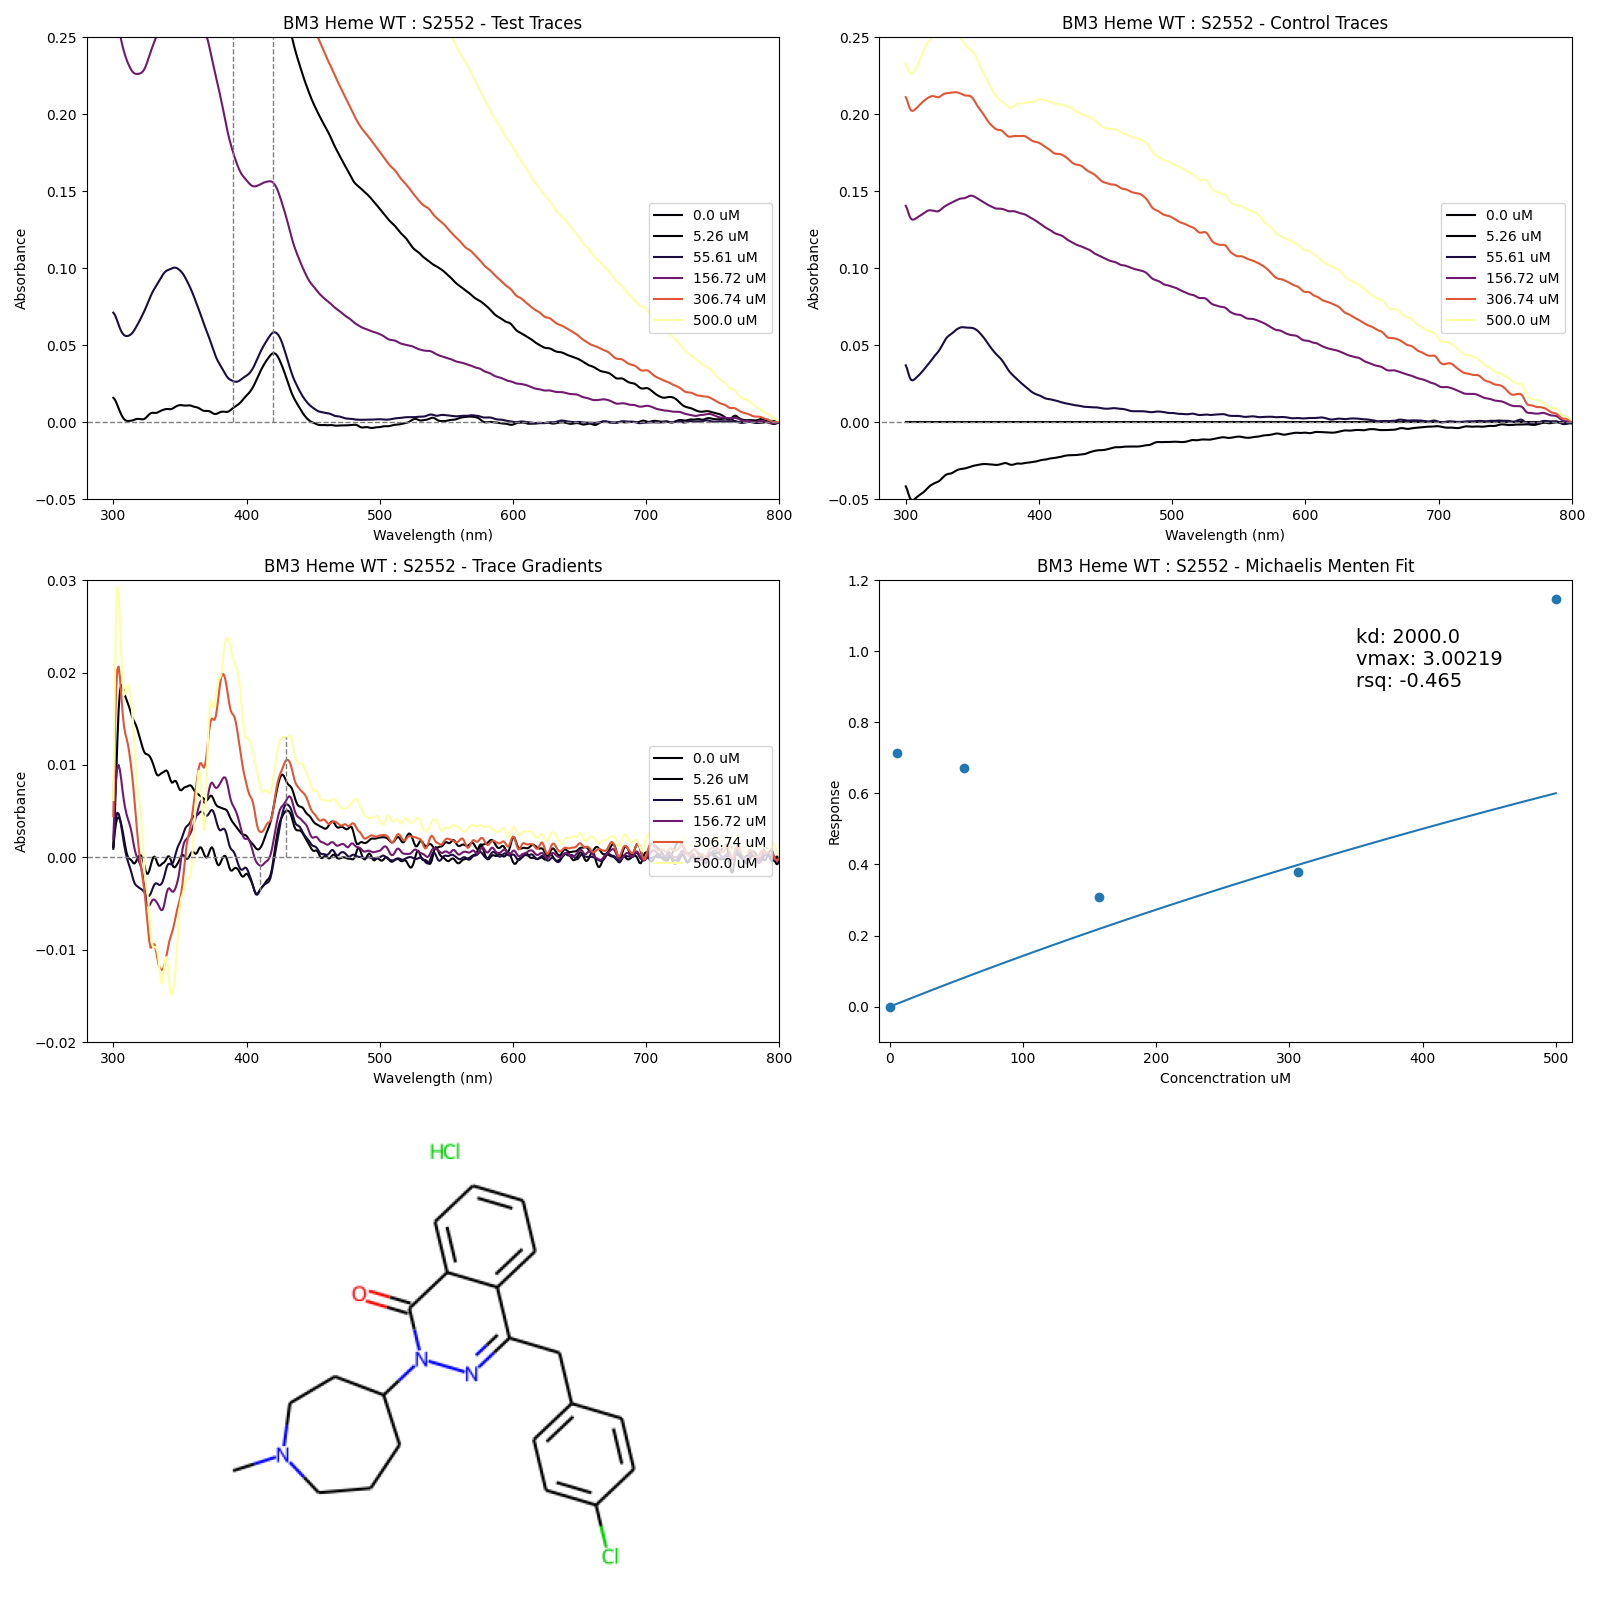 BM3 Heme WT : S2552 - Test Traces
0.25
0.20
0.15
0.10
0.05
0.00
−0.05
Absorbance
300 400 500 600 700 800
Wavelength (nm)
0.0 uM
5.26 uM
55.61 uM
156.72 uM
306.74 uM
500.0 uM
BM3 Heme WT : S2552 - Control Traces
0.25
0.20
0.15
0.10
0.05
0.00
−0.05
Absorbance
300 400 500 600 700 800
Wavelength (nm)
0.0 uM
5.26 uM
55.61 uM
156.72 uM
306.74 uM
500.0 uM
BM3 Heme WT : S2552 - Trace Gradients
0.03
0.02
0.01
0.00
−0.01
−0.02
Absorbance
300 400 500 600 700 800
Wavelength (nm)
0.0 uM
5.26 uM
55.61 uM
156.72 uM
306.74 uM
500.0 uM
BM3 Heme WT : S2552 - Michaelis Menten Fit
1.2
1.0
0.8
0.6
0.4
0.2
0.0
Response
kd: 2000.0
vmax: 3.00219
rsq: -0.465
0 100 200 300 400 500
Concenctration uM
HCl
O
N
N
N
Cl